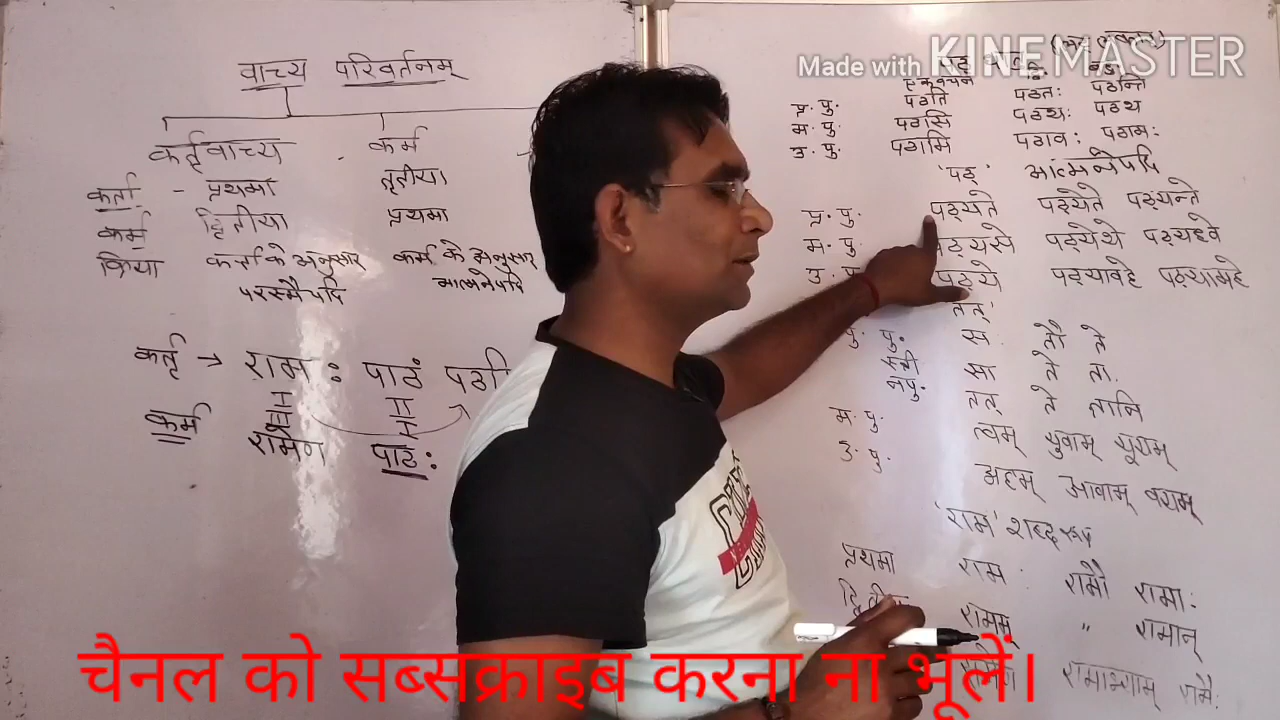 वाच्य परिवर्तनम्
कर्तृवाच्य कर्म
कर्ता - प्रथमा तृतीया
कर्म द्वितीया प्रथमा
क्रिया कर्ता के अनुसार कर्म के अनुसार
परस्मैपदि आत्मनेपदि
कर्तृ → रामः पाठं
कर्म रामेण पाठः
Made with KINEMASTER
एकवचन
प्र. पु. पठति पठतः पठन्ति
म. पु. पठसि पठथः पठथ
उ. पु. पठामि पठावः पठामः
'पठ्' आत्मनेपदि
प्र. पु. पठ्यते पठ्येते पठ्यन्ते
म. पु. पठ्यसे पठ्येथे पठ्यध्वे
उ. पठ्ये पठ्यावहे पठ्यामहे
तत्'
पु. पु. स तौ ते
स्त्री सा ते ता.
नपु. तत् ते तानि
म. पु. त्वम् युवाम् यूयम्
उ. पु. अहम् आवाम् वयम्
'राम' शब्द रूप
प्रथमा राम रामौ रामाः
रामम् " रामान्
रामाभ्याम् रामैः
चैनल को सब्सक्राइब करना ना भूलें।